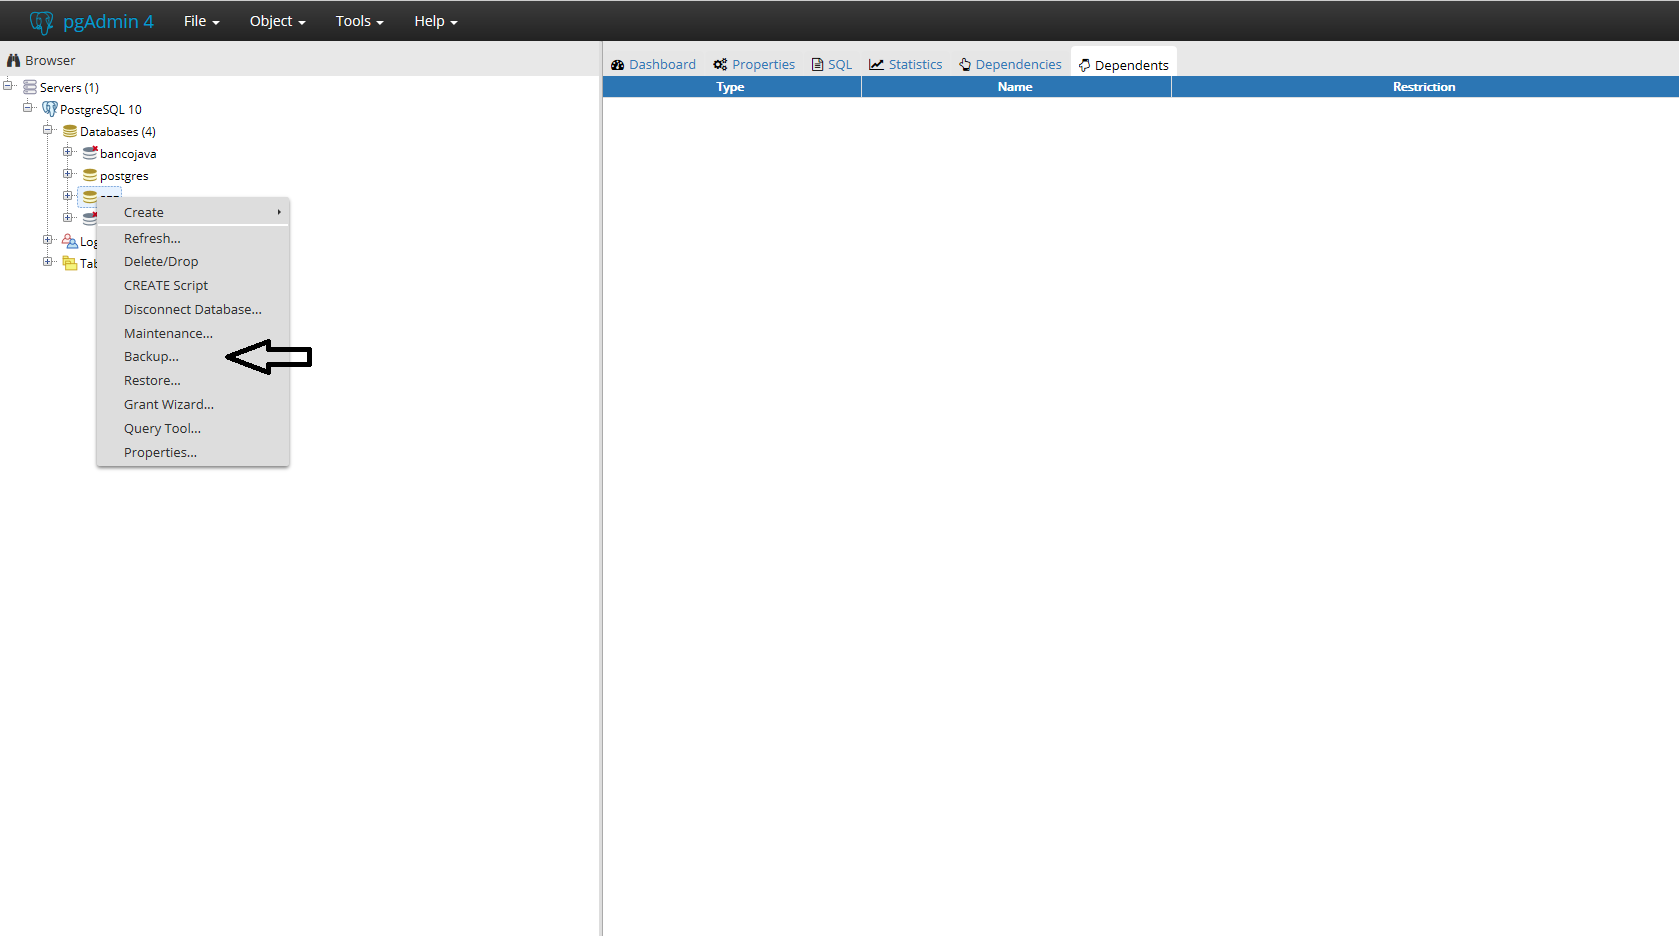 pgAdmin 4 File Object Tools Help
Browser
Servers (1)
PostgreSQL 10
Databases (4)
bancojava
postgres
Log
Tab
Create
Refresh...
Delete/Drop
CREATE Script
Disconnect Database...
Maintenance...
Backup...
Restore...
Grant Wizard...
Query Tool...
Properties...
Dashboard Properties SQL Statistics Dependencies Dependents
Type Name Restriction